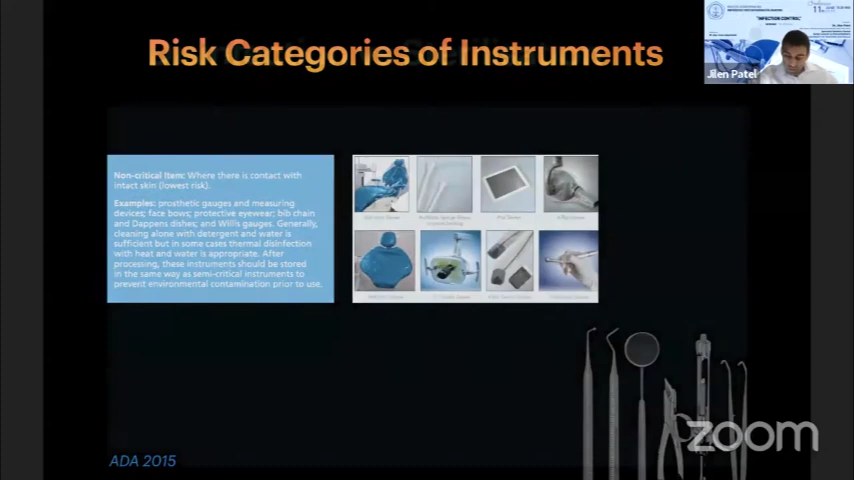 Risk Categories of Instruments
"INFECTION CONTROL"
Jilen Patel
Non-critical Item: Where there is contact with
intact skin (lowest risk).
Examples: prosthetic gauges and measuring
devices; face bows; protective eyewear; bib chain
and Dappens dishes; and Willis gauges. Generally,
cleaning alone with detergent and water is
sufficient but in some cases thermal disinfection
with heat and water is appropriate. After
processing, these instruments should be stored
in the same way as semi-critical instruments to
prevent environmental contamination prior to use.
zoom
ADA 2015